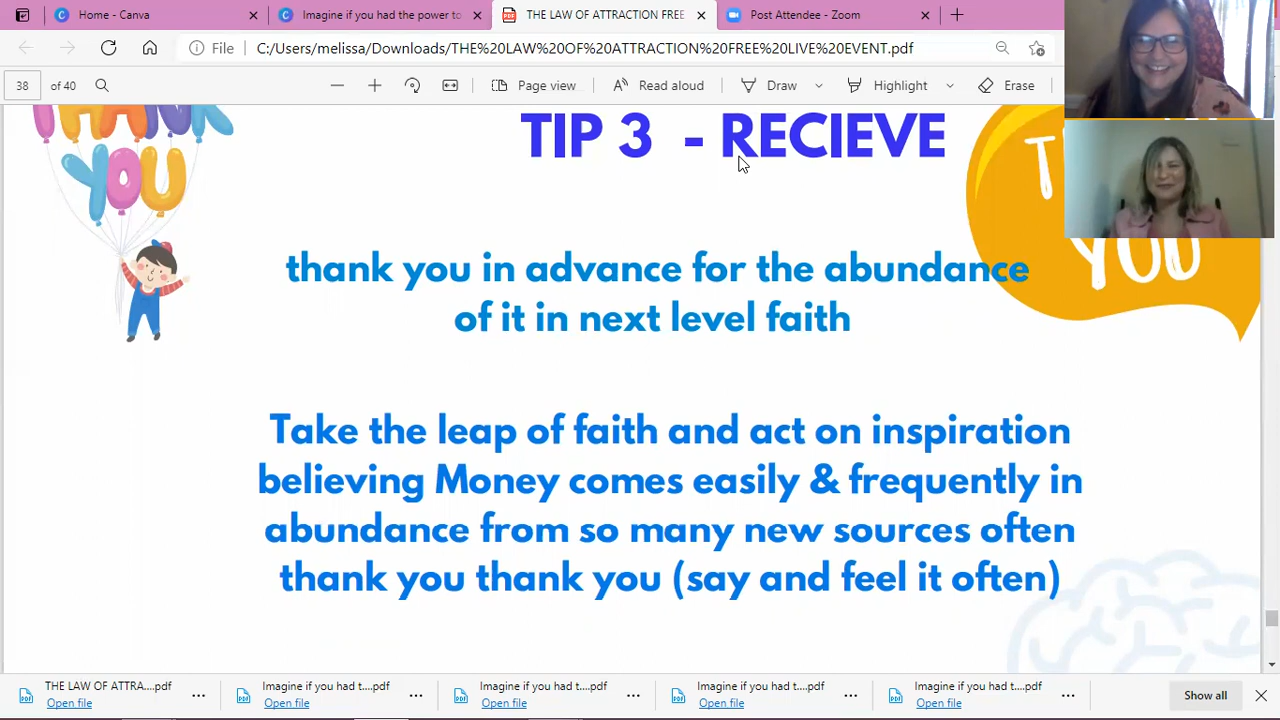 Home - Canva
Imagine if you had the power to
THE LAW OF ATTRACTION FREE
Post Attendee - Zoom
File
C:/Users/melissa/Downloads/THE%20LAW%20OF%20ATTRACTION%20FREE%20LIVE%20EVENT.pdf
38 of 40
Page view
Read aloud
Draw
Highlight
Erase
THANK
YOU
TIP 3 - RECIEVE
YOU
thank you in advance for the abundance
of it in next level faith
Take the leap of faith and act on inspiration
believing Money comes easily & frequently in
abundance from so many new sources often
thank you thank you (say and feel it often)
THE LAW OF ATTRA....pdf
Open file
Imagine if you had t....pdf
Open file
Imagine if you had t....pdf
Open file
Imagine if you had t....pdf
Open file
Imagine if you had t....pdf
Open file
Show all